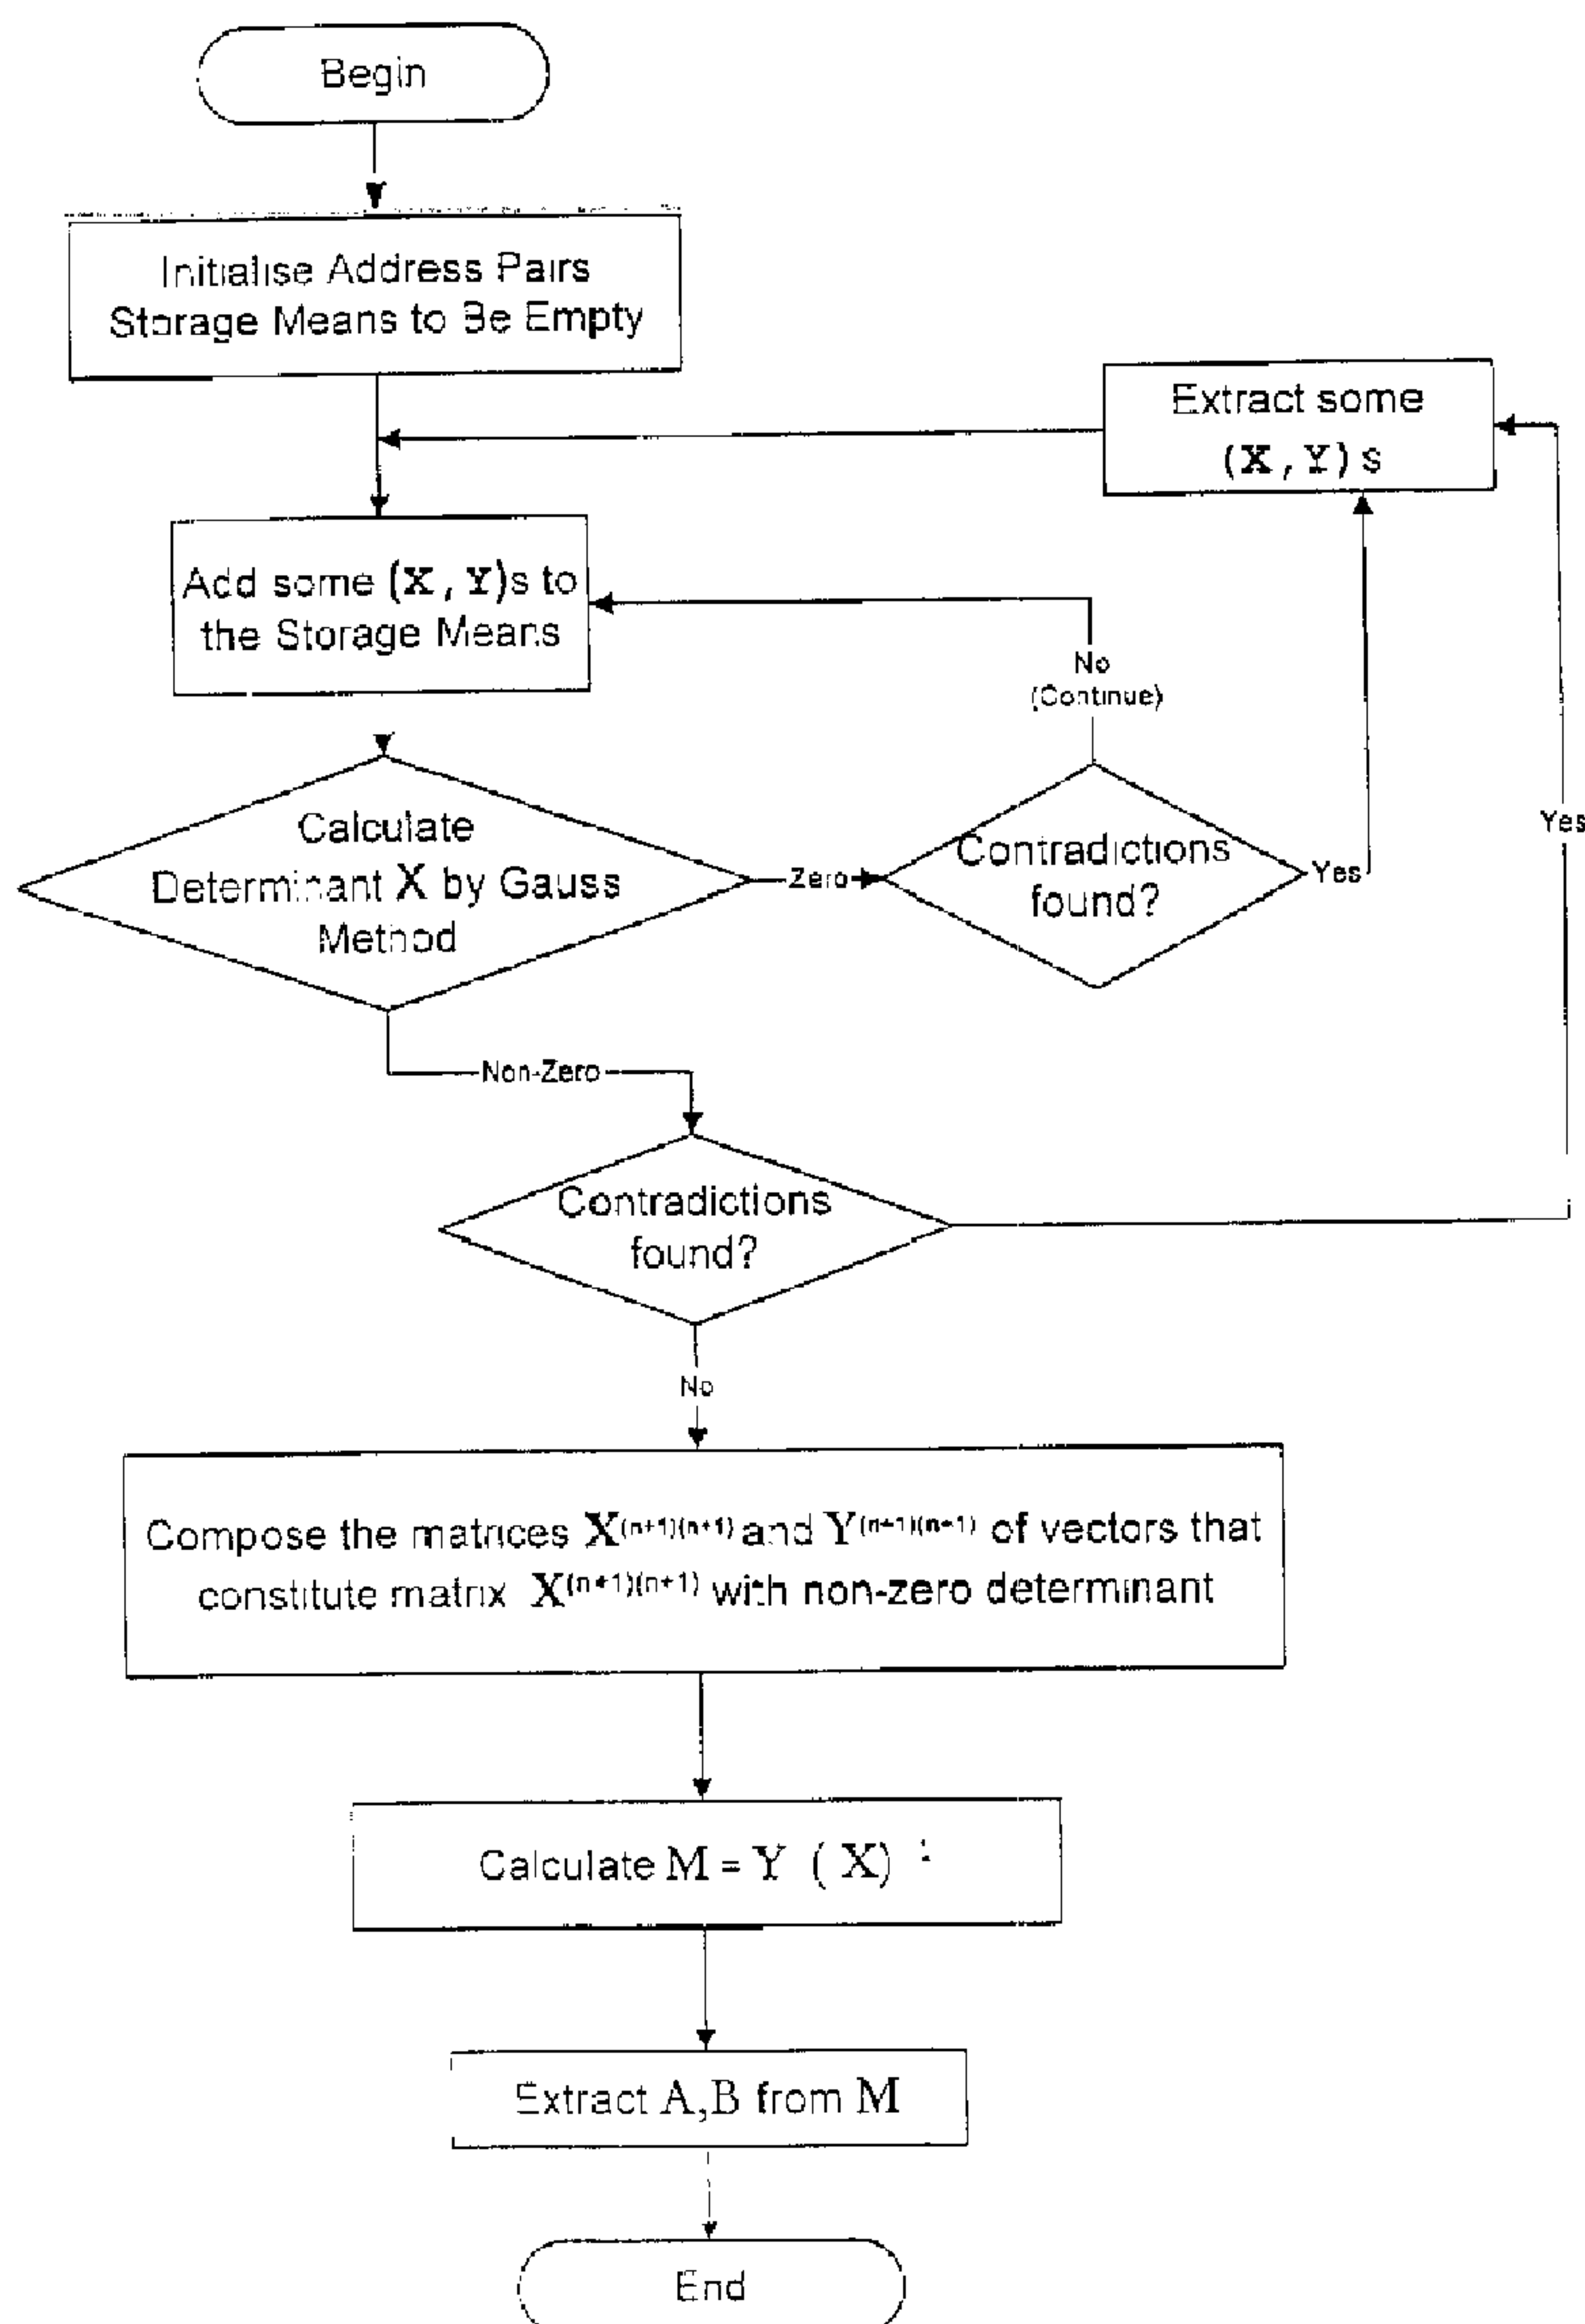 Begin
Initialise Address Pairs
Storage Means to Be Empty
Extract some
(X,Y)s
Add some (X,Y)s to
the Storage Means
No
(Continue)
Yes
Calculate
Determinant X by Gauss
Method
Zero
Contradictions
found?
Yes
Non-Zero
Contradictions
found?
No
Compose the matrices X(n+1)(n+1) and Y(n+1)(n+1) of vectors that
constitute matrix X(n+1)(n+1) with non-zero determinant
Calculate M = Y (X)
Extract A,B from M
End